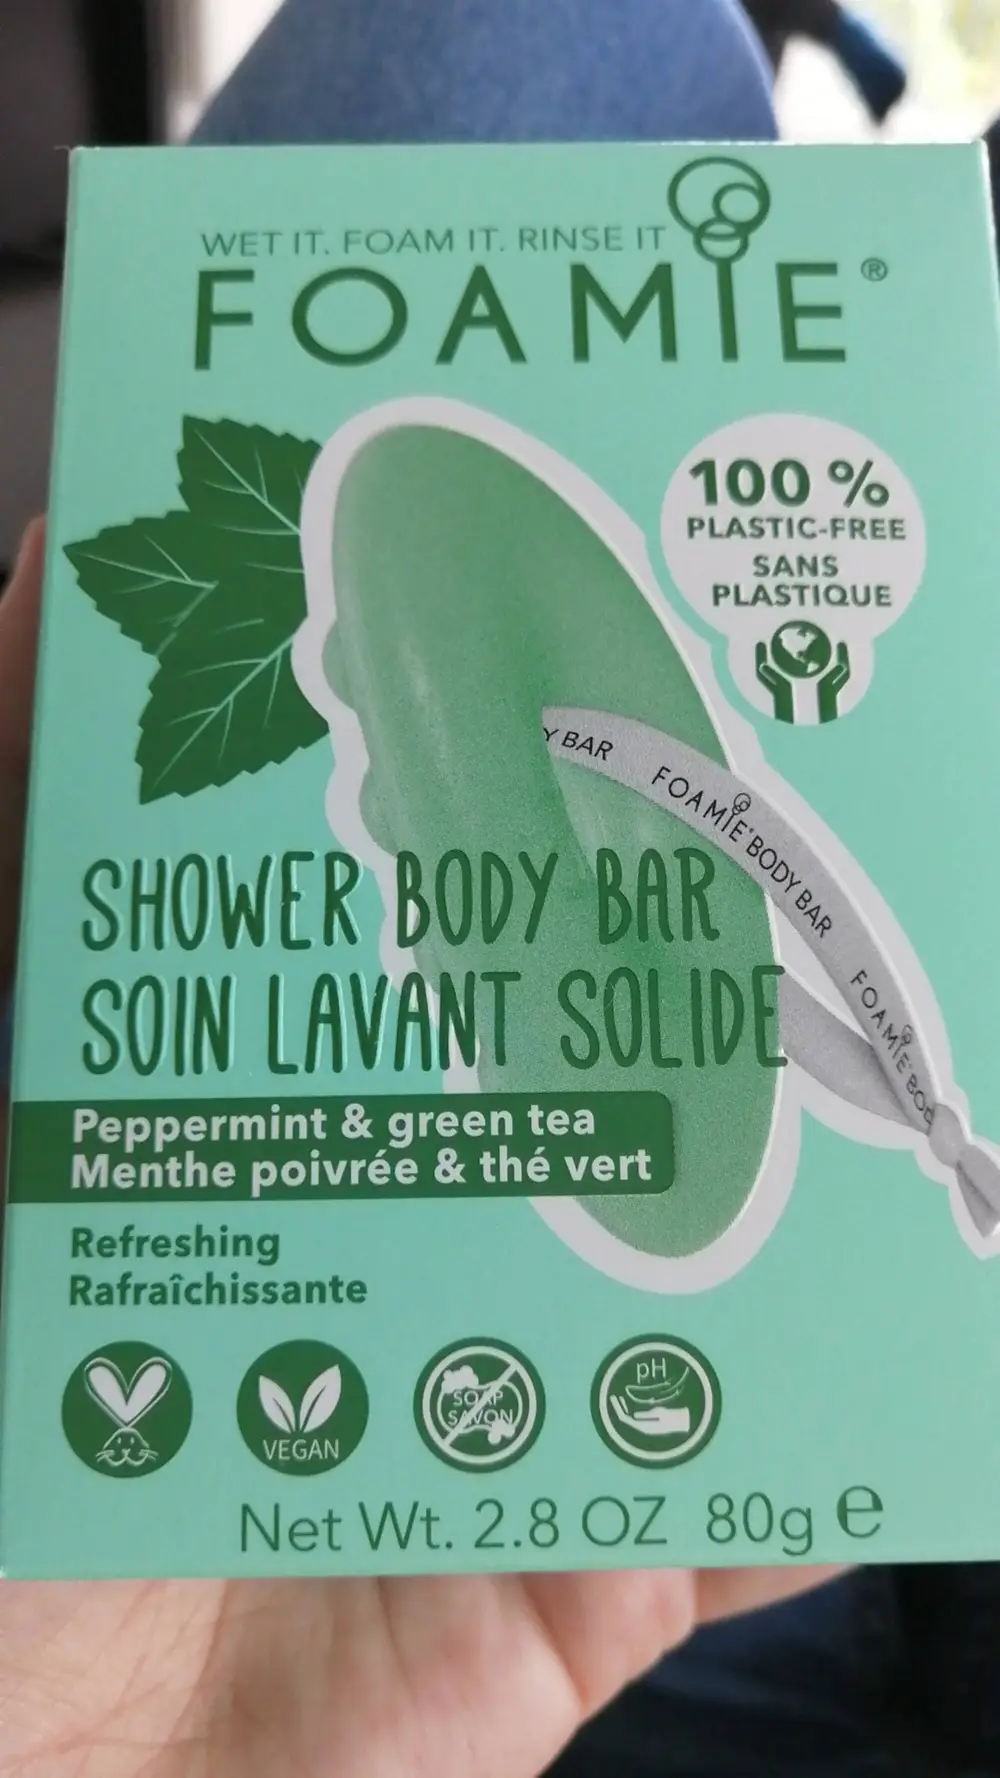 WET IT. FOAM IT. RINSE IT
FOAMIE®
100 %
PLASTIC-FREE
SANS
PLASTIQUE
Y BAR FOAMIE® BODY BAR FOAMIE® BOD
SHOWER BODY BAR
SOIN LAVANT SOLIDE
Peppermint & green tea
Menthe poivrée & thé vert
Refreshing
Rafraîchissante
VEGAN
SOAP
SAVON
pH
Net Wt. 2.8 OZ 80g e